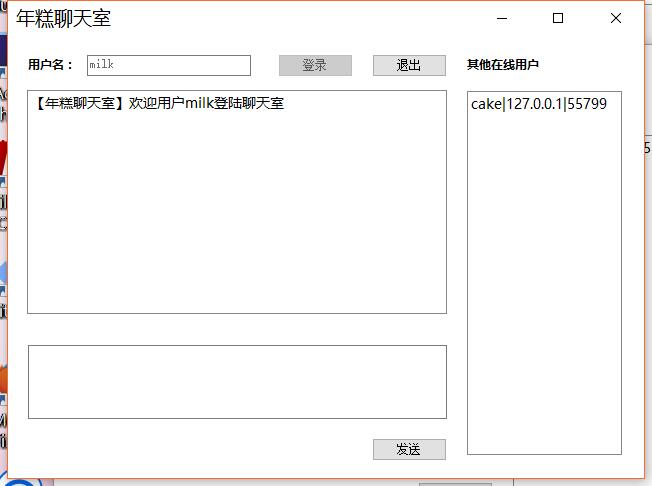 年糕聊天室
用户名： milk 登录 退出 其他在线用户
【年糕聊天室】欢迎用户milk登陆聊天室
cake|127.0.0.1|55799
发送